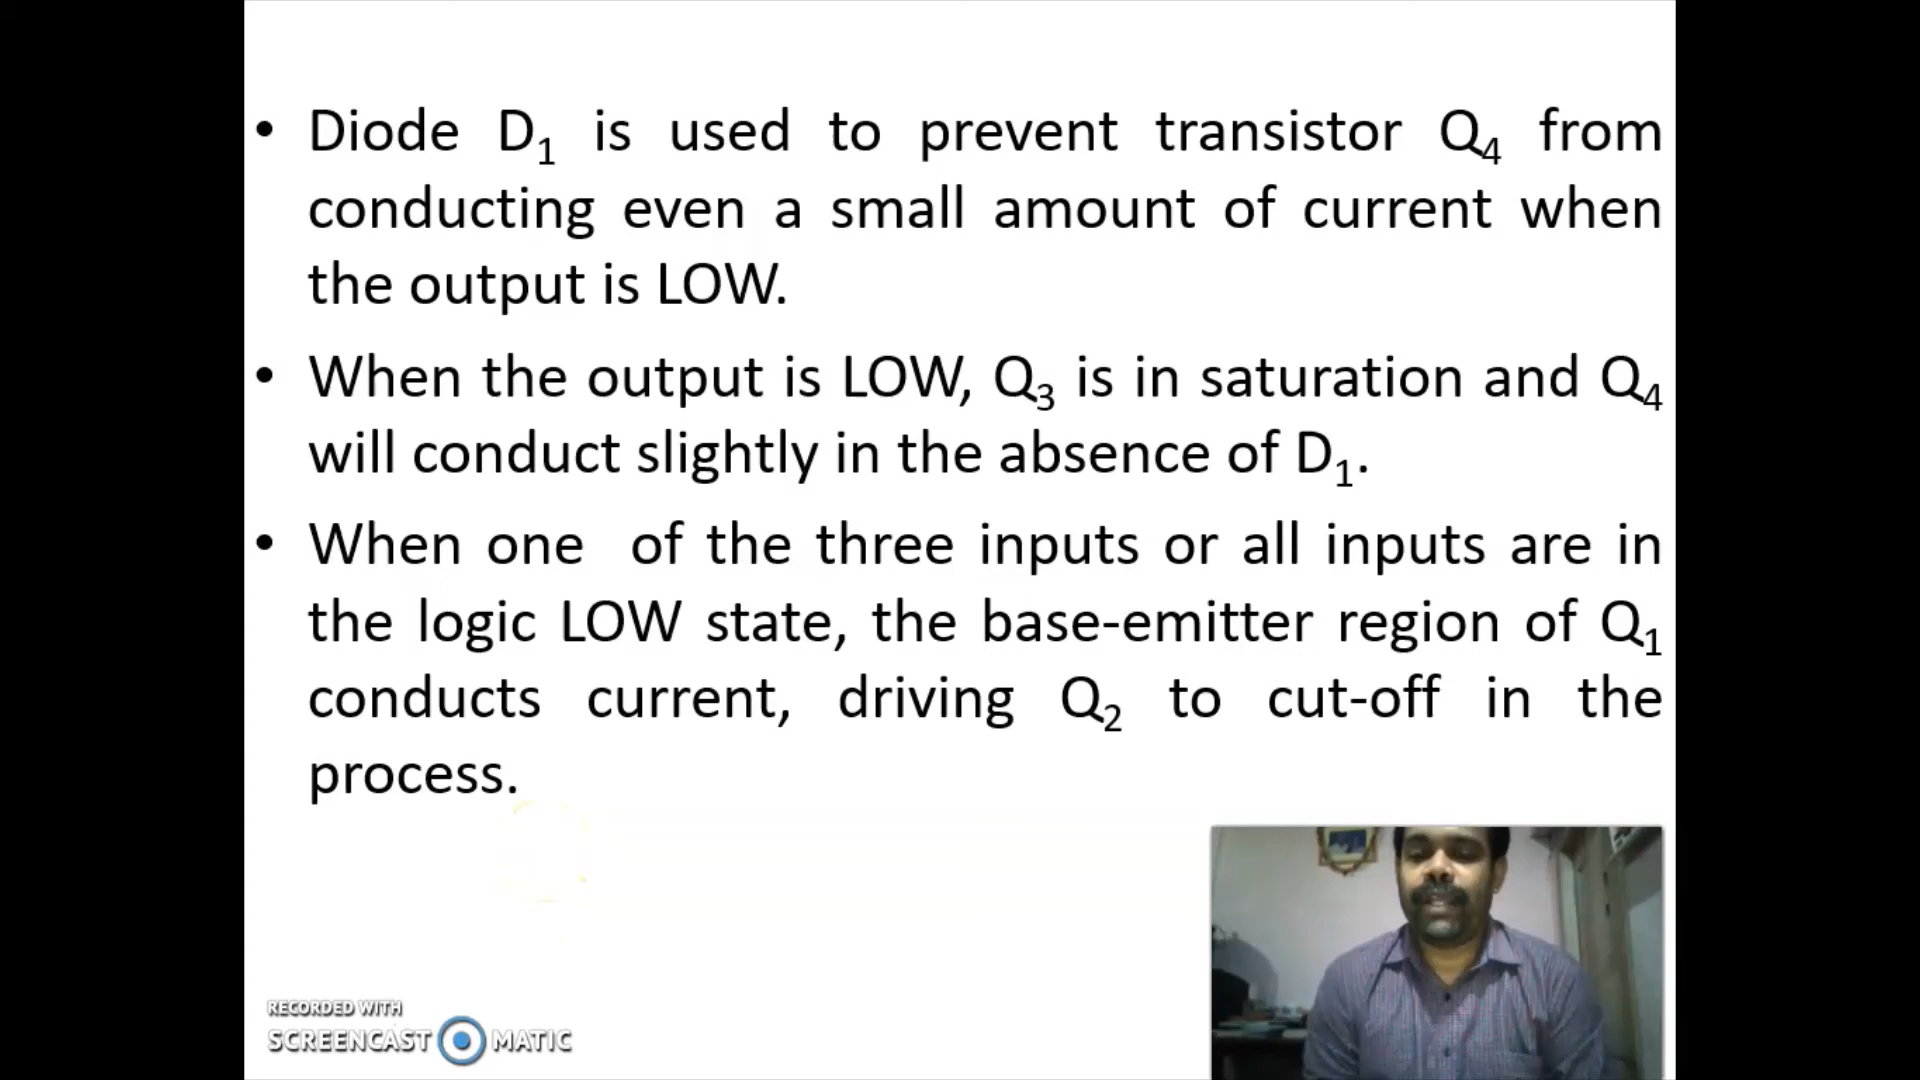 • Diode D₁ is used to prevent transistor Q₄ from
conducting even a small amount of current when
the output is LOW.
• When the output is LOW, Q₃ is in saturation and Q₄
will conduct slightly in the absence of D₁.
• When one of the three inputs or all inputs are in
the logic LOW state, the base-emitter region of Q₁
conducts current, driving Q₂ to cut-off in the
process.
RECORDED WITH
SCREENCAST MATIC